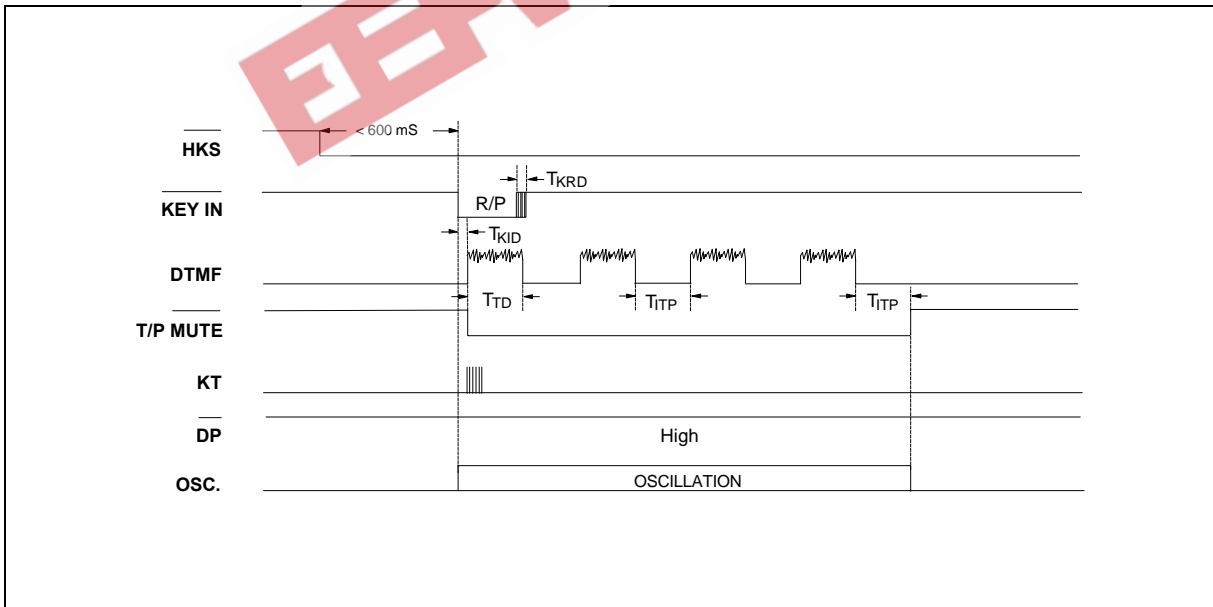 < 600 mS
HKS
TKRD
KEY IN
R/P
TKID
DTMF
TTD
TITP
TITP
T/P MUTE
KT
DP
High
OSC.
OSCILLATION